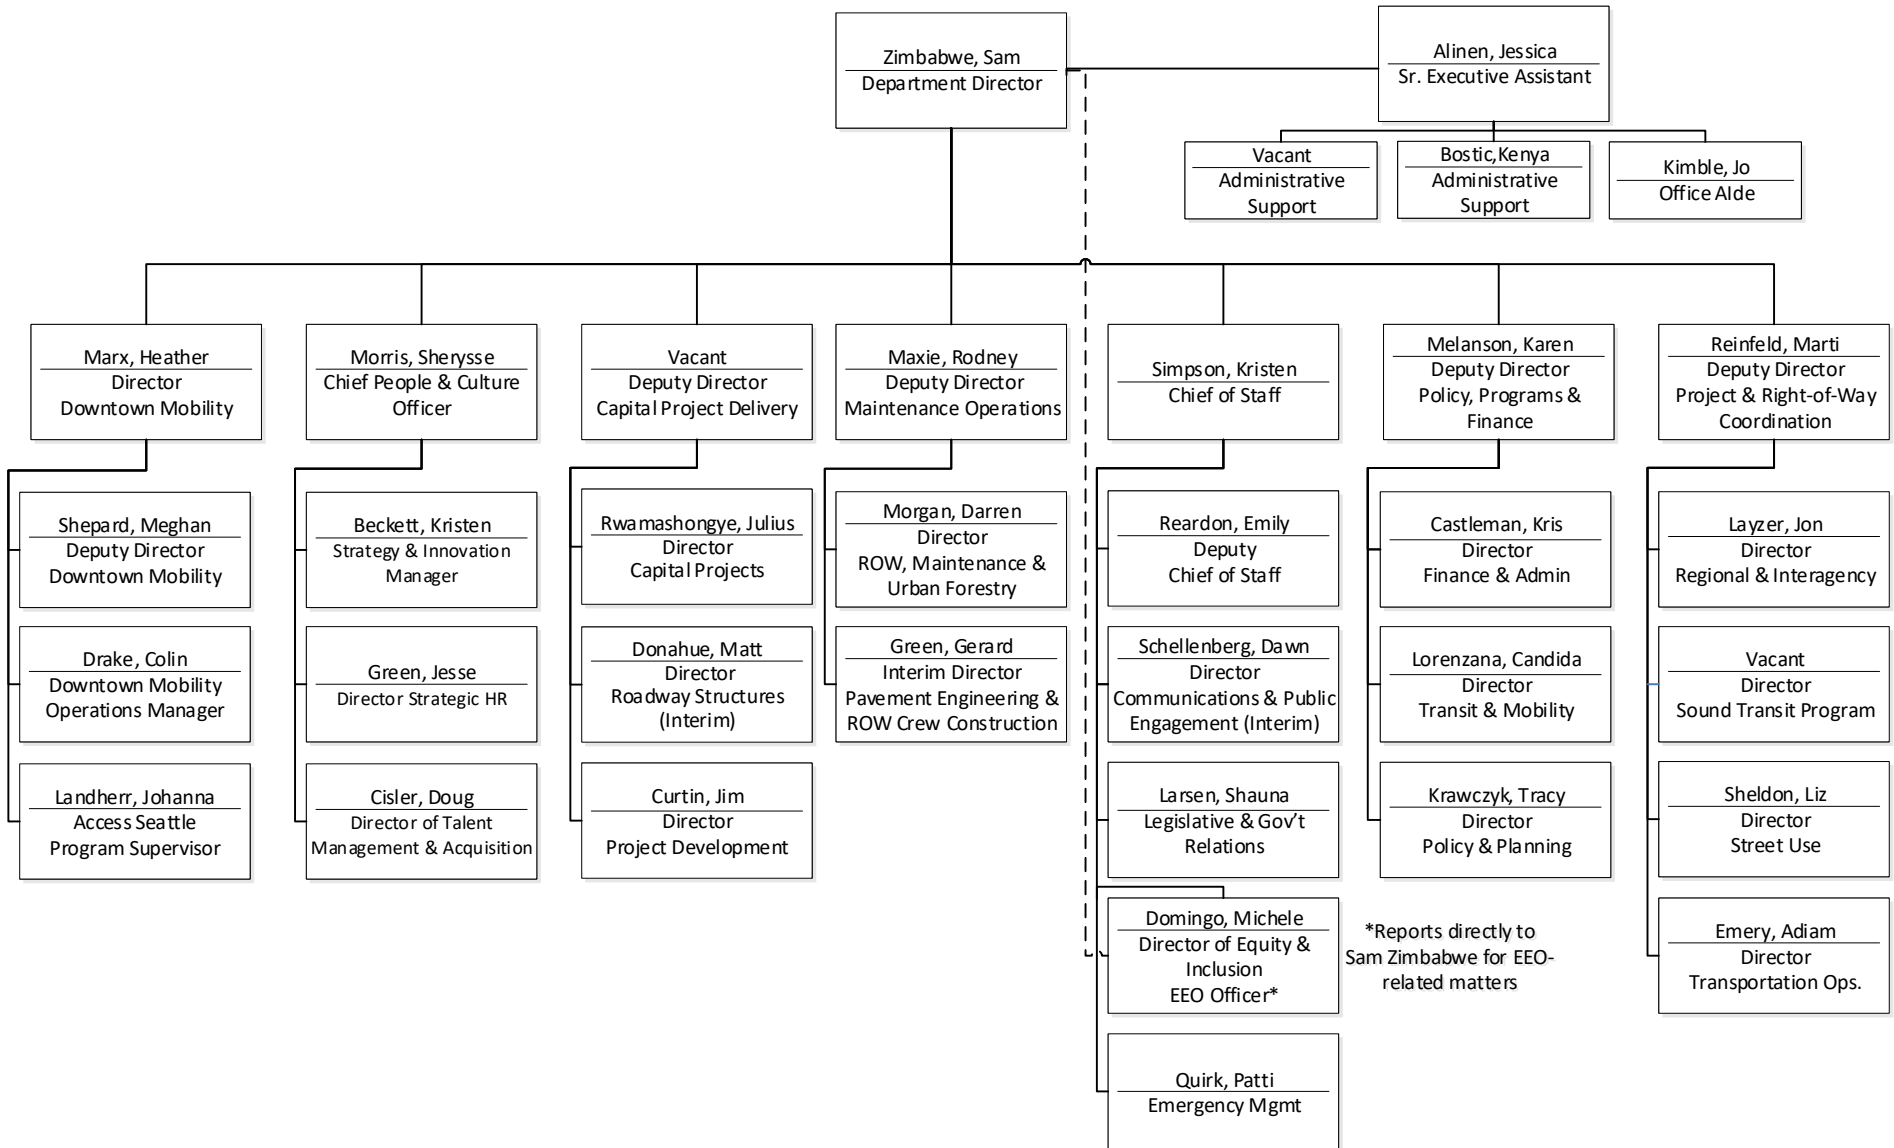 Zimbabwe, Sam
Department Director
Alinen, Jessica
Sr. Executive Assistant
Vacant
Administrative
Support
Bostic,Kenya
Administrative
Support
Kimble, Jo
Office AIde
Marx, Heather
Director
Downtown Mobility
Morris, Sherysse
Chief People & Culture
Officer
Vacant
Deputy Director
Capital Project Delivery
Maxie, Rodney
Deputy Director
Maintenance Operations
Simpson, Kristen
Chief of Staff
Melanson, Karen
Deputy Director
Policy, Programs &
Finance
Reinfeld, Marti
Deputy Director
Project & Right-of-Way
Coordination
Shepard, Meghan
Deputy Director
Downtown Mobility
Drake, Colin
Downtown Mobility
Operations Manager
Landherr, Johanna
Access Seattle
Program Supervisor
Beckett, Kristen
Strategy & Innovation
Manager
Green, Jesse
Director Strategic HR
Cisler, Doug
Director of Talent
Management & Acquisition
Rwamashongye, Julius
Director
Capital Projects
Donahue, Matt
Director
Roadway Structures
(Interim)
Curtin, Jim
Director
Project Development
Morgan, Darren
Director
ROW, Maintenance &
Urban Forestry
Green, Gerard
Interim Director
Pavement Engineering &
ROW Crew Construction
Reardon, Emily
Deputy
Chief of Staff
Schellenberg, Dawn
Director
Communications & Public
Engagement (Interim)
Larsen, Shauna
Legislative & Gov’t
Relations
Domingo, Michele
Director of Equity &
Inclusion
EEO Officer*
*Reports directly to
Sam Zimbabwe for EEO-
related matters
Quirk, Patti
Emergency Mgmt
Castleman, Kris
Director
Finance & Admin
Lorenzana, Candida
Director
Transit & Mobility
Krawczyk, Tracy
Director
Policy & Planning
Layzer, Jon
Director
Regional & Interagency
Vacant
Director
Sound Transit Program
Sheldon, Liz
Director
Street Use
Emery, Adiam
Director
Transportation Ops.